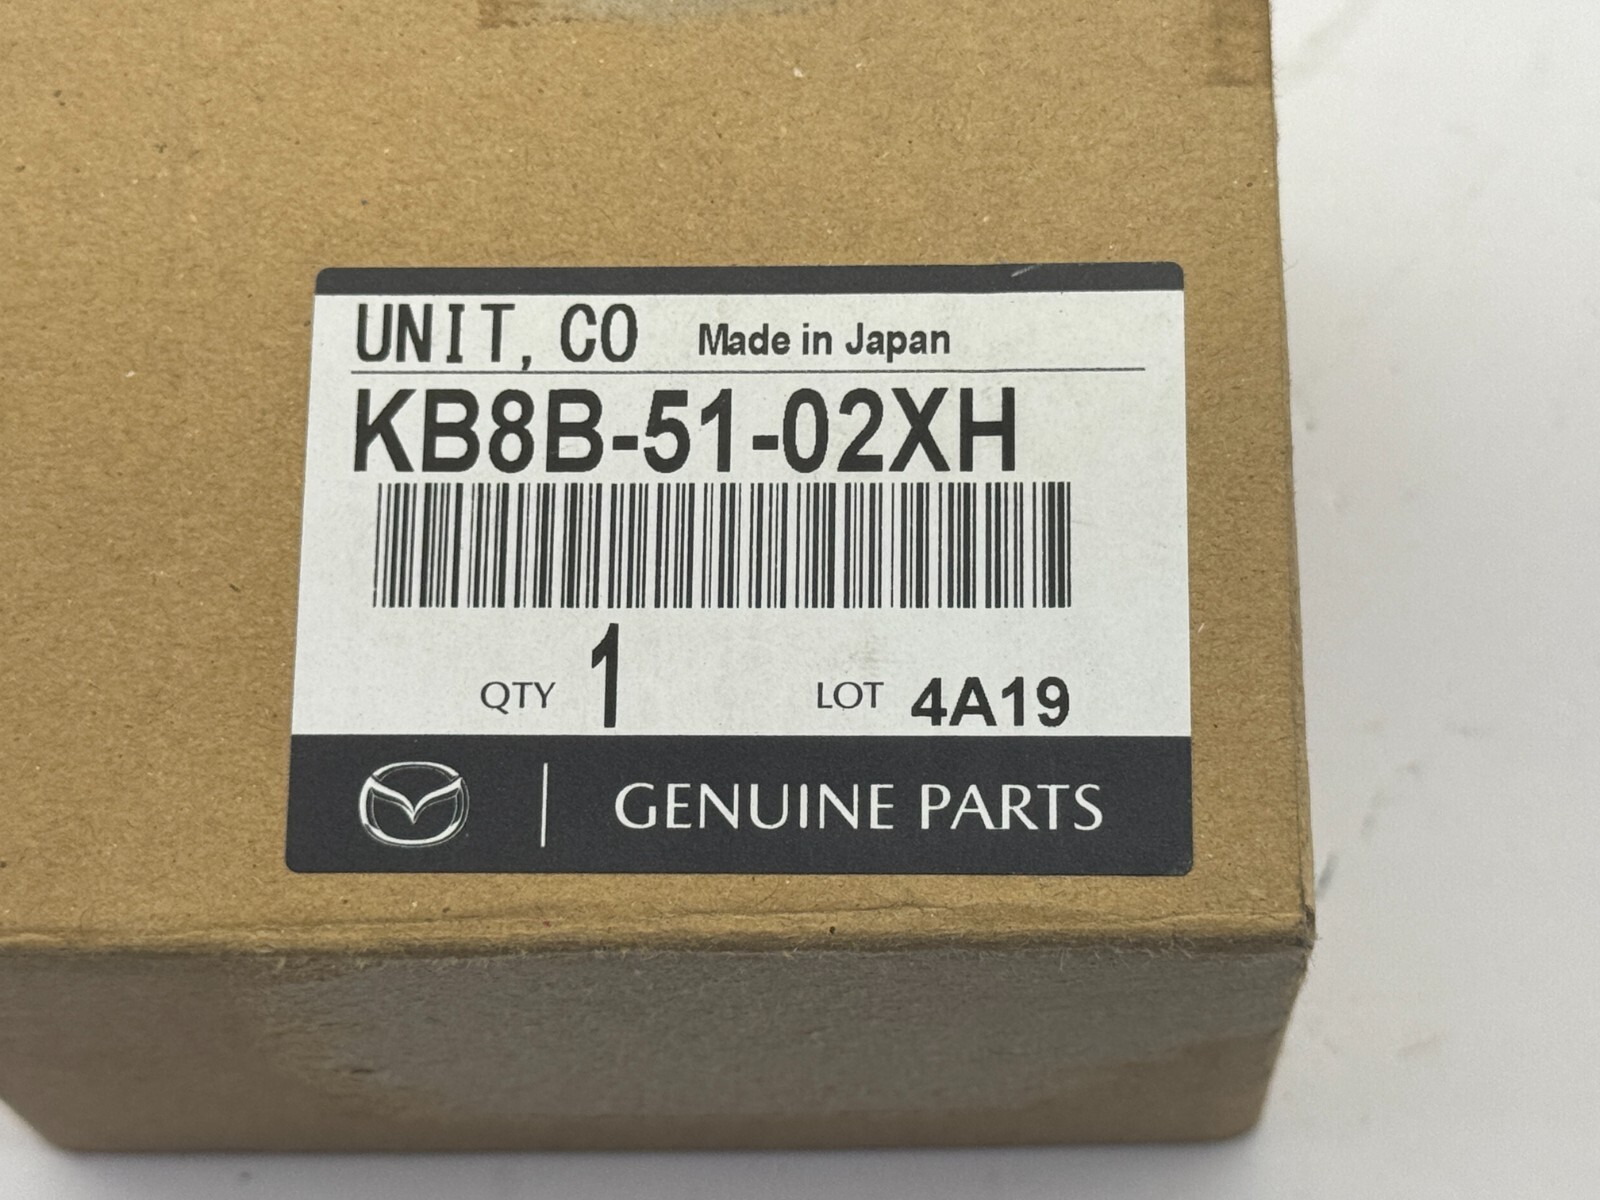 UNIT, CO Made in Japan
KB8B-51-02XH
QTY 1 LOT 4A19
GENUINE PARTS